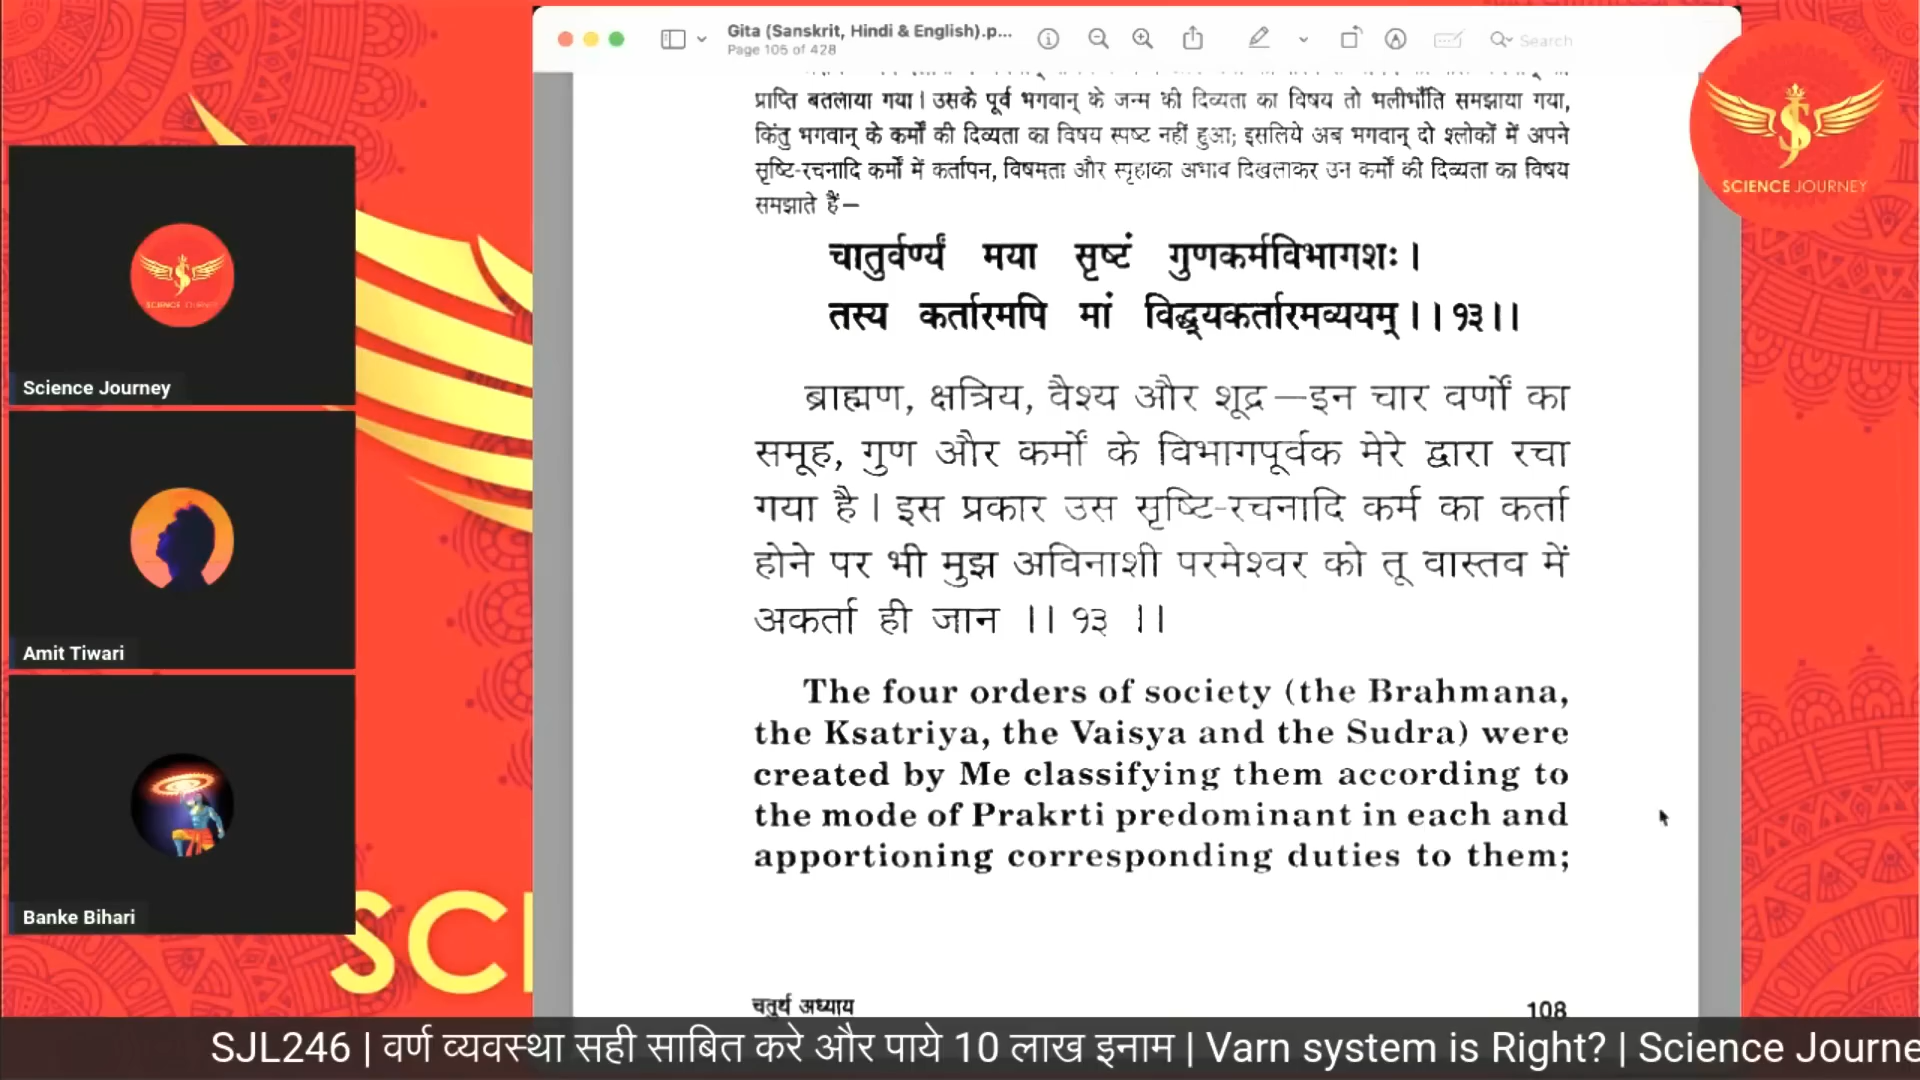 Gita (Sanskrit, Hindi & English).p...
Page 106 of 428
Search
प्राप्ति बतलाया गया। उसके पूर्व भगवान् के जन्म की दिव्यता का विषय तो भलीभाँति समझाया गया,
किंतु भगवान् के कर्मों की दिव्यता का विषय स्पष्ट नहीं हुआ; इसलिये अब भगवान् दो श्लोकों में अपने
सृष्टि-रचनादि कर्मों में कर्तापन, विषमता और स्पृहाका अभाव दिखलाकर उन कर्मों की दिव्यता का विषय
समझाते हैं—
चातुर्वर्ण्यं मया सृष्टं गुणकर्मविभागशः।
तस्य कर्तारमपि मां विद्ध्यकर्तारमव्ययम्।।१३।।
ब्राह्मण, क्षत्रिय, वैश्य और शूद्र—इन चार वर्णों का
समूह, गुण और कर्मों के विभागपूर्वक मेरे द्वारा रचा
गया है। इस प्रकार उस सृष्टि-रचनादि कर्म का कर्ता
होने पर भी मुझ अविनाशी परमेश्वर को तू वास्तव में
अकर्ता ही जान ।। १३ ।।
The four orders of society (the Brahmana,
the Ksatriya, the Vaisya and the Sudra) were
created by Me classifying them according to
the mode of Prakrti predominant in each and
apportioning corresponding duties to them;
चतुर्थ अध्याय
108
SCIENCE JOURNEY
SCIENCE JOURNEY
Science Journey
Amit Tiwari
Banke Bihari
SCI
SJL246 | वर्ण व्यवस्था सही साबित करे और पाये 10 लाख इनाम | Varn system is Right? | Science Journe